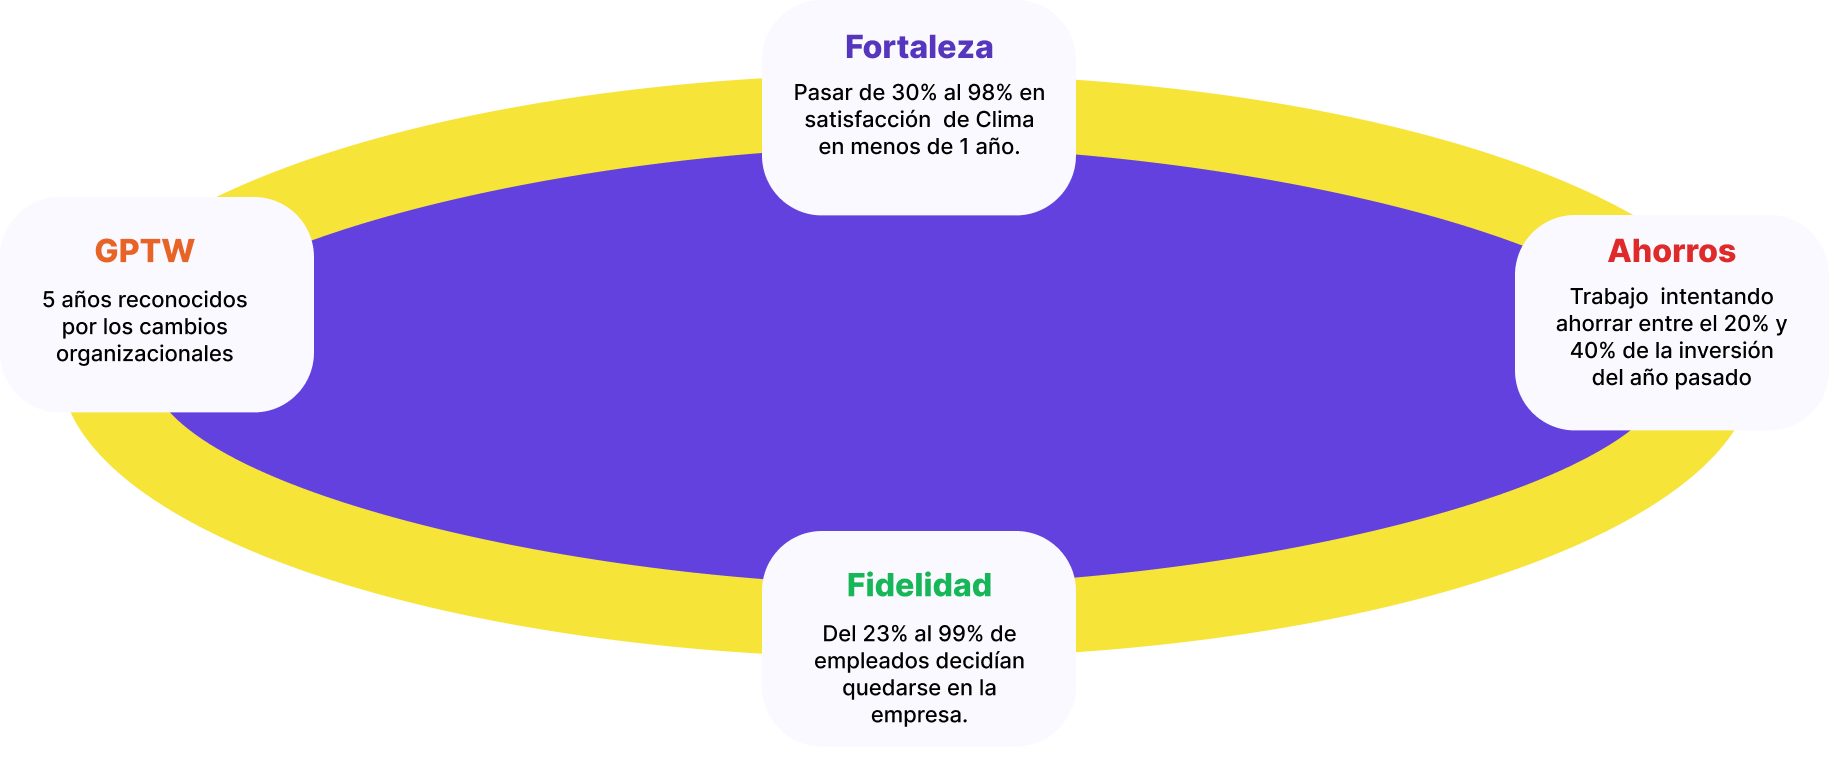 Fortaleza
Pasar de 30% al 98% en
satisfacción  de Clima
en menos de 1 año.
GPTW
5 años reconocidos
por los cambios
organizacionales
Ahorros
Trabajo  intentando
ahorrar entre el 20% y
40% de la inversión
del año pasado
Fidelidad
Del 23% al 99% de
empleados decidían
quedarse en la
empresa.